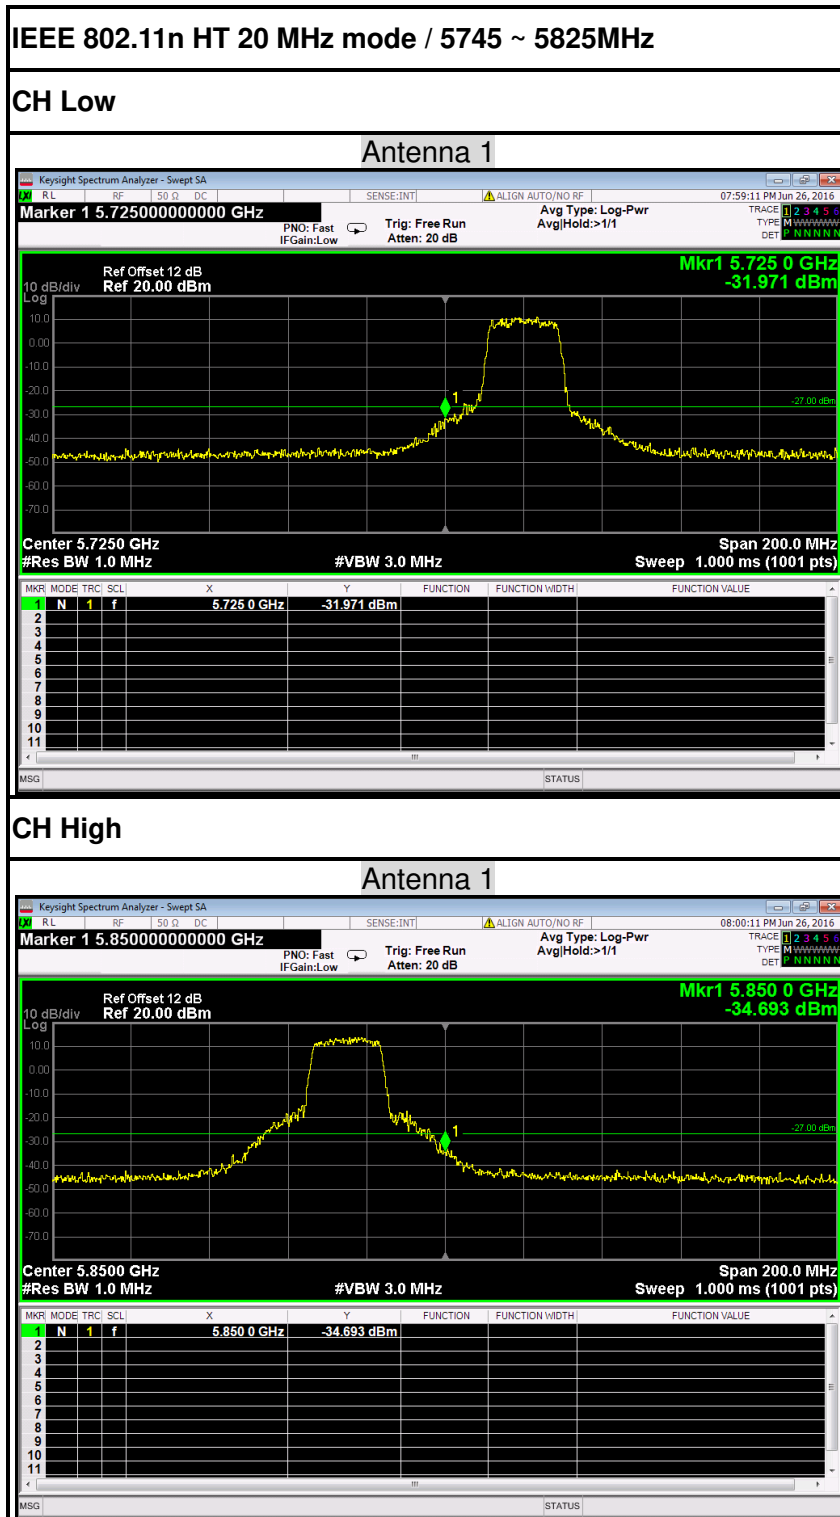 IEEE 802.11n HT 20 MHz mode / 5745 ~ 5825MHz
CH Low
Antenna 1
Keysight Spectrum Analyzer - Swept SA
RL RF 50 Ω DC SENSE:INT ALIGN AUTO/NO RF 07:59:11 PM Jun 26, 2016
Marker 1 5.725000000000 GHz
PNO: Fast
IFGain:Low
Trig: Free Run
Atten: 20 dB
Avg Type: Log-Pwr
Avg|Hold:>1/1
TRACE 1 2 3 4 5 6
TYPE M WWWWW
DET P N N N N N
Mkr1 5.725 0 GHz
-31.971 dBm
Ref Offset 12 dB
10 dB/div Ref 20.00 dBm
Log
10.0
0.00
-10.0
-20.0
-30.0
-40.0
-50.0
-60.0
-70.0
1
-27.00 dBm
Center 5.7250 GHz Span 200.0 MHz
#Res BW 1.0 MHz #VBW 3.0 MHz Sweep 1.000 ms (1001 pts)
MKR MODE TRC SCL X Y FUNCTION FUNCTION WIDTH FUNCTION VALUE
1 N 1 f 5.725 0 GHz -31.971 dBm
2
3
4
5
6
7
8
9
10
11
MSG STATUS
CH High
Antenna 1
Keysight Spectrum Analyzer - Swept SA
RL RF 50 Ω DC SENSE:INT ALIGN AUTO/NO RF 08:00:11 PM Jun 26, 2016
Marker 1 5.850000000000 GHz
PNO: Fast
IFGain:Low
Trig: Free Run
Atten: 20 dB
Avg Type: Log-Pwr
Avg|Hold:>1/1
TRACE 1 2 3 4 5 6
TYPE M WWWWW
DET P N N N N N
Mkr1 5.850 0 GHz
-34.693 dBm
Ref Offset 12 dB
10 dB/div Ref 20.00 dBm
Log
10.0
0.00
-10.0
-20.0
-30.0
-40.0
-50.0
-60.0
-70.0
1
-27.00 dBm
Center 5.8500 GHz Span 200.0 MHz
#Res BW 1.0 MHz #VBW 3.0 MHz Sweep 1.000 ms (1001 pts)
MKR MODE TRC SCL X Y FUNCTION FUNCTION WIDTH FUNCTION VALUE
1 N 1 f 5.850 0 GHz -34.693 dBm
2
3
4
5
6
7
8
9
10
11
MSG STATUS